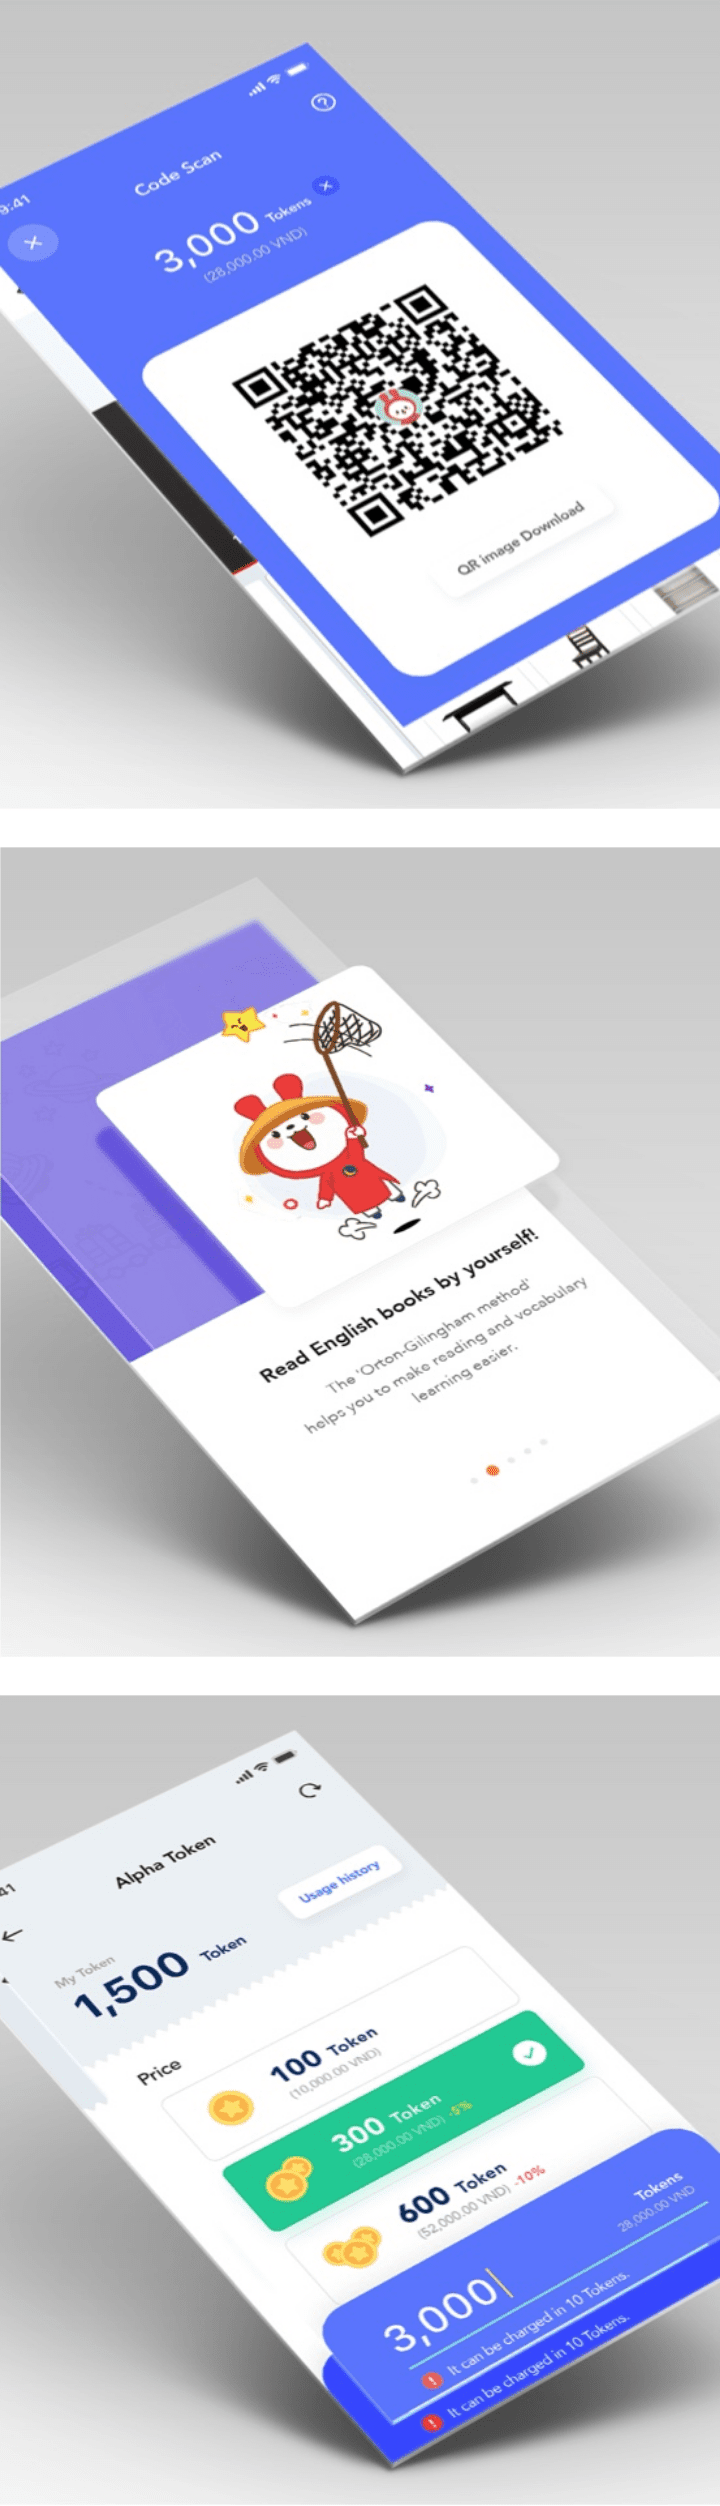 9:41
Code Scan
3,000 Tokens
(28,000.00 VND)
QR image Download
Read English books by yourself!
The 'Orton-Gilingham method'
helps you to make reading and vocabulary
learning easier.
41
Alpha Token
Usage history
My Token
1,500 Token
Price
100 Token
(10,000.00 VND)
300 Token
(28,000.00 VND) -5%
600 Token
(52,000.00 VND) -10%
Tokens
3,000
28,000.00 VND
It can be charged in 10 Tokens.
It can be charged in 10 Tokens.